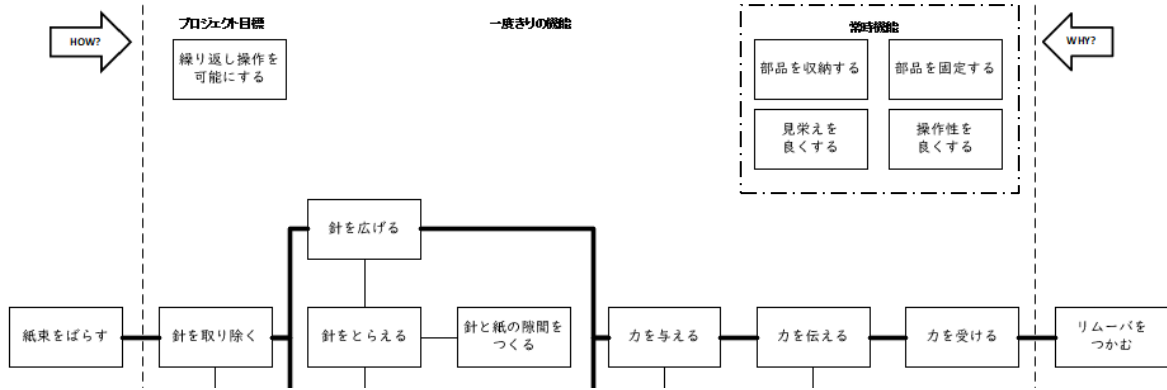 プロジェクト目標
一度きりの機能
常時機能
HOW?
WHY?
繰り返し操作を
可能にする
部品を収納する
部品を固定する
見栄えを
良くする
操作性を
良くする
針を広げる
紙束をばらす
針を取り除く
針をとらえる
針と紙の隙間を
つくる
力を与える
力を伝える
力を受ける
リムーバを
つかむ